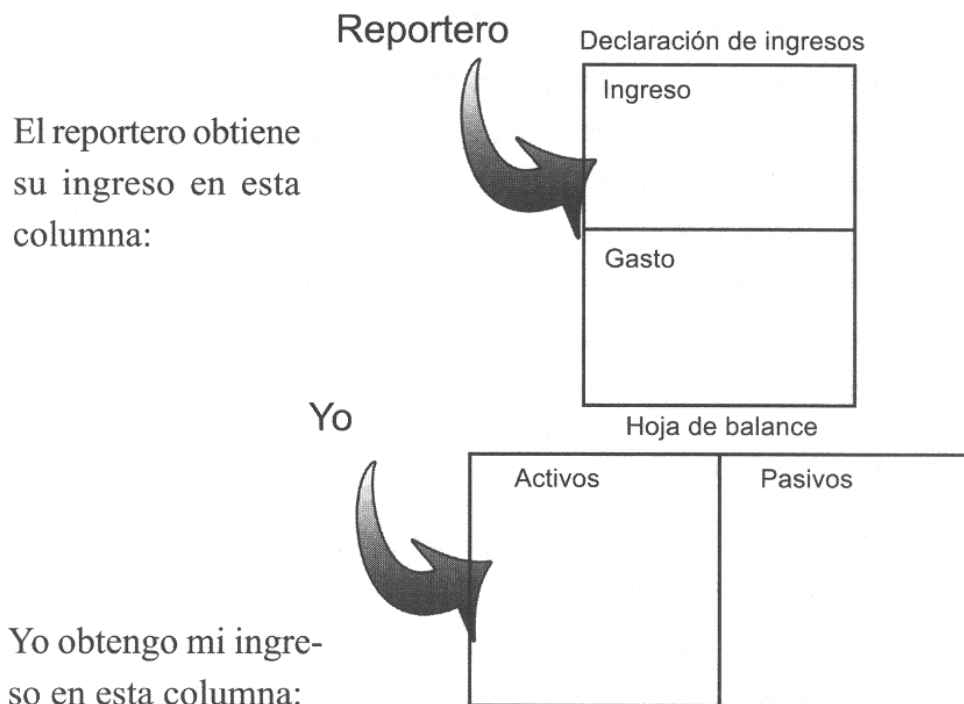 Reportero
Declaración de ingresos
Ingreso
El reportero obtiene
su ingreso en esta
columna:
Gasto
Yo
Hoja de balance
Activos
Pasivos
Yo obtengo mi ingre-
so en esta columna: